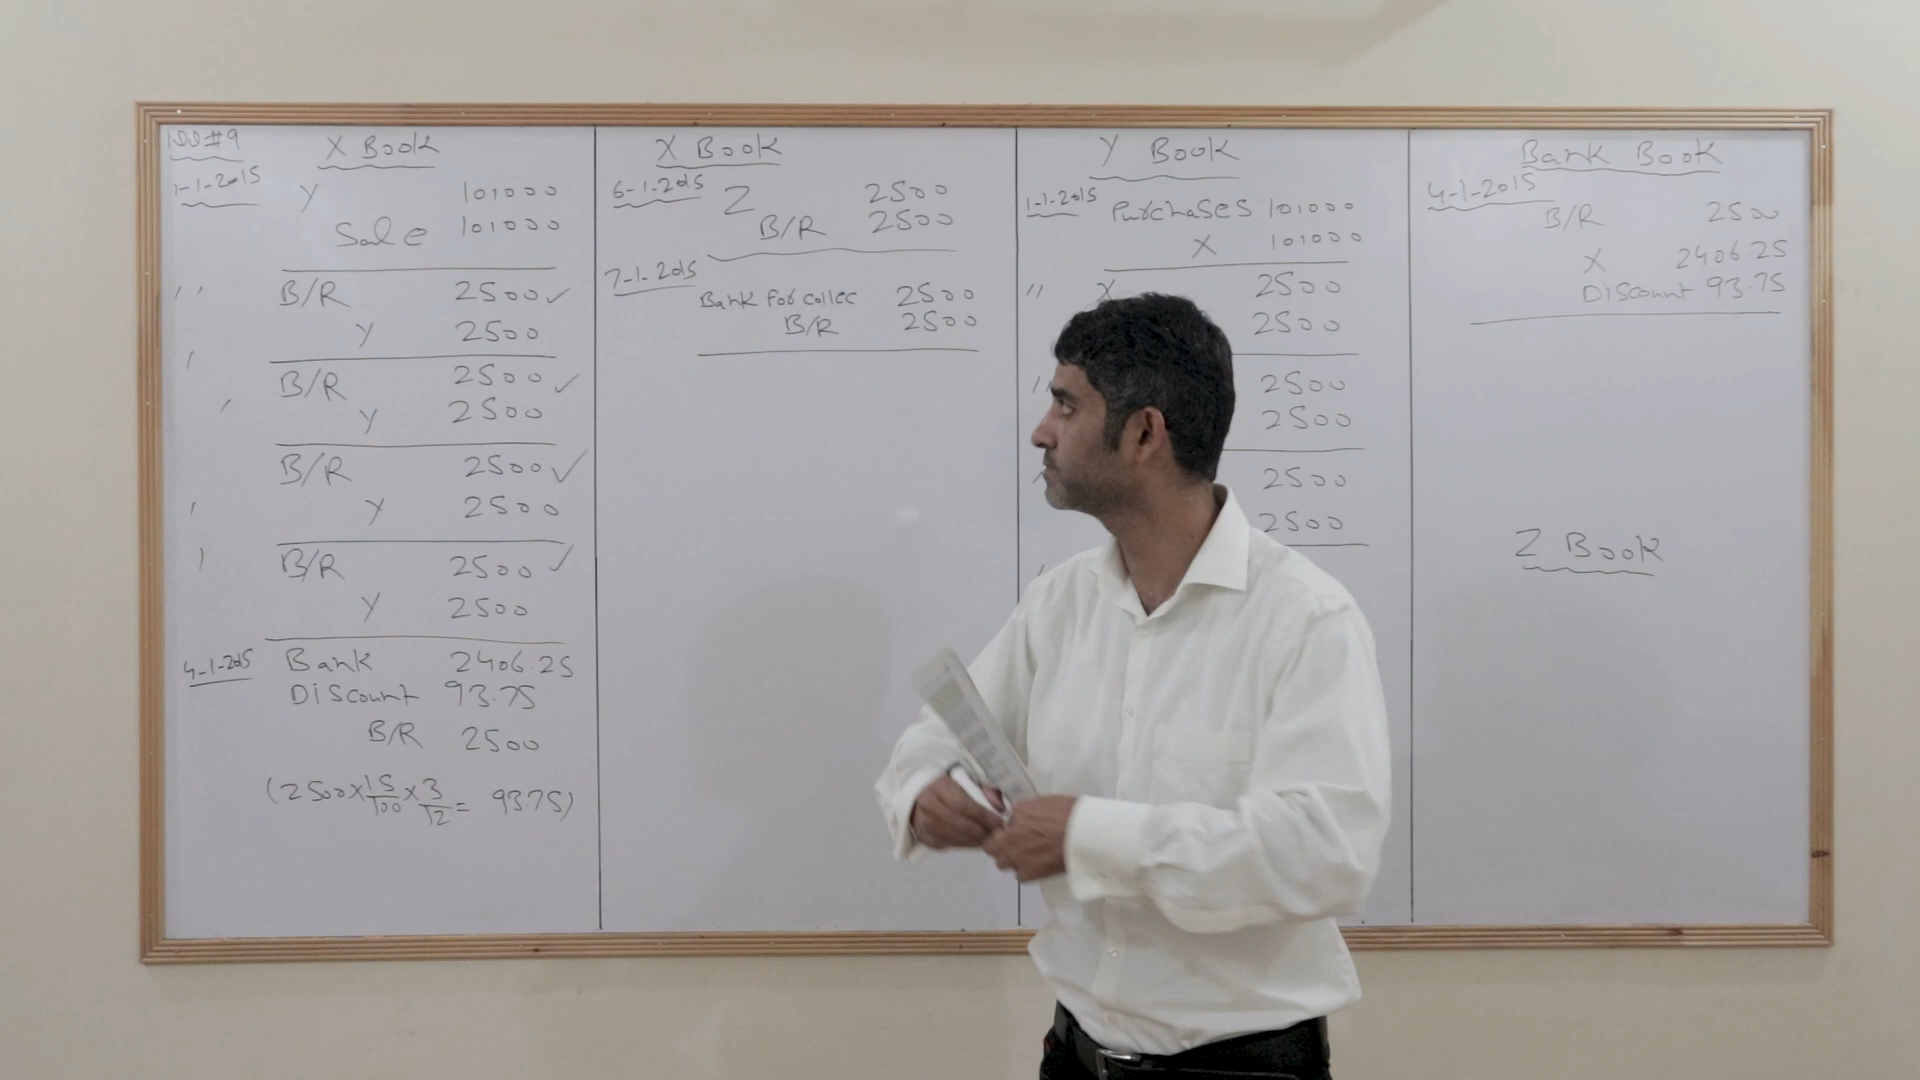 X Book
1-1-2015
Y 101000
Sale 101000
,, B/R 2500 ✓
Y 2500
B/R 2500 ✓
Y 2500
B/R 2500 ✓
Y 2500
B/R 2500 ✓
Y 2500
4-1-2015 Bank 2406.25
Discount 93.75
B/R 2500
(2500 × 15/100 × 3/12 = 93.75)
X Book
6-1-2015 Z 2500
B/R 2500
7-1-2015
Bank For collec 2500
B/R 2500
Y Book
1-1-2015 Purchases 101000
X 101000
,, X 2500
2500
2500
2500
2500
2500
Bank Book
4-1-2015
B/R 2500
X 2406.25
Discount 93.75
Z Book